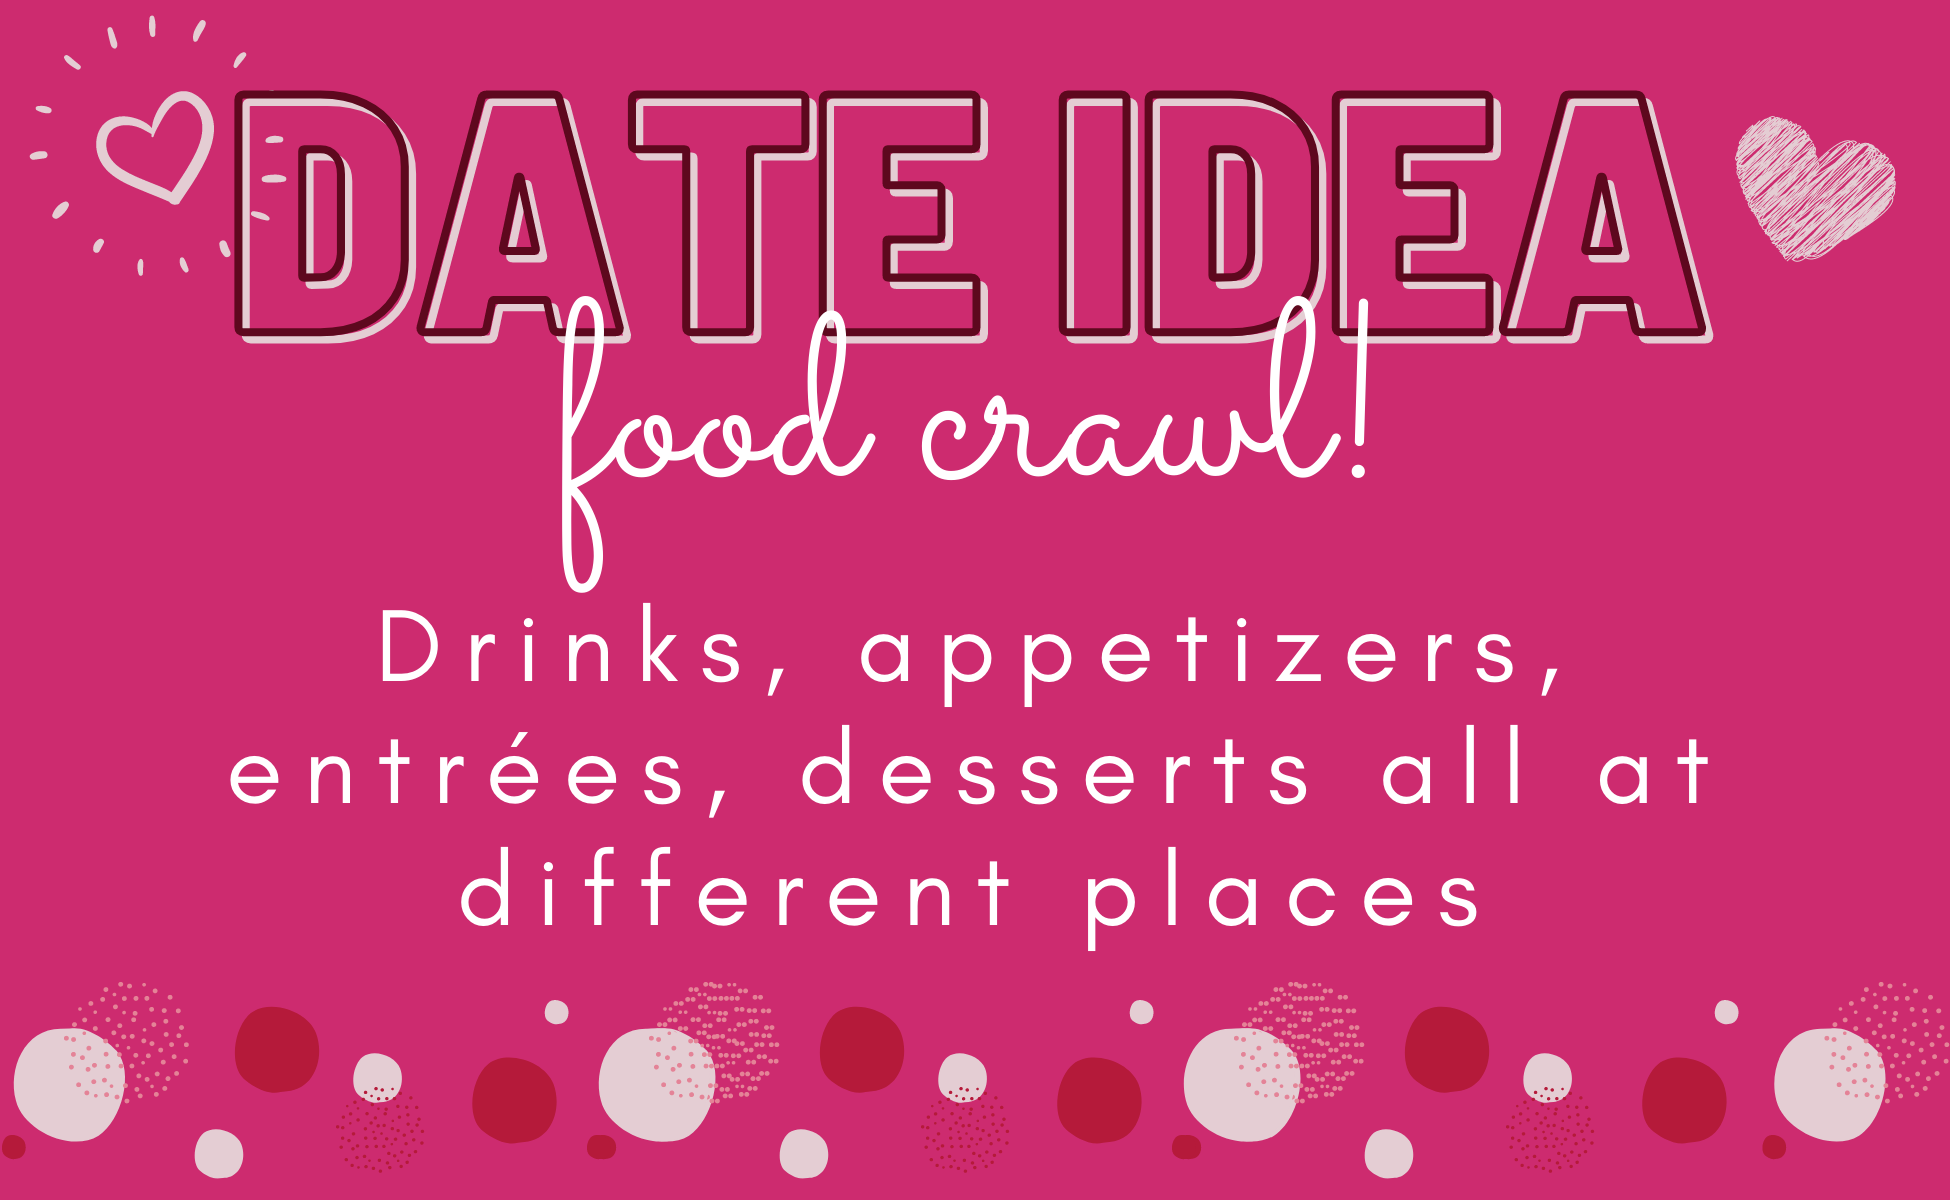 DATE IDEA
food crawl!
Drinks, appetizers,
entrées, desserts all at
different places